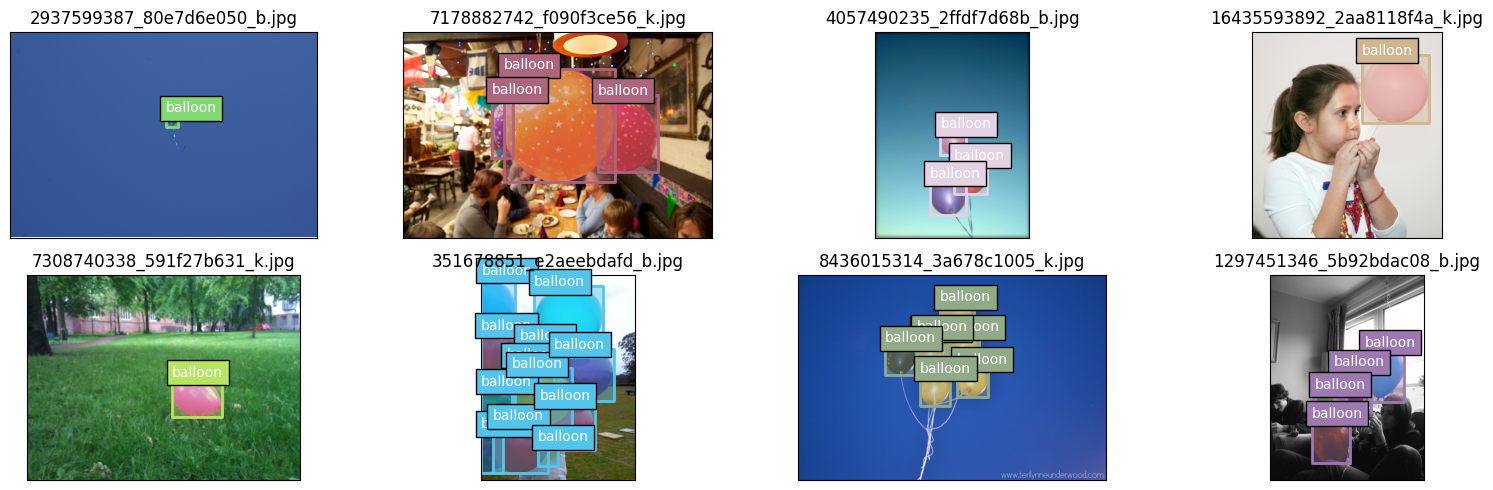 2937599387_80e7d6e050_b.jpg
balloon
7178882742_f090f3ce56_k.jpg
balloon
balloon
balloon
4057490235_2ffdf7d68b_b.jpg
balloon
balloon
balloon
16435593892_2aa8118f4a_k.jpg
balloon
7308740338_591f27b631_k.jpg
balloon
351678851_e2aeebdafd_b.jpg
balloon
balloon
balloon
balloon
balloon
balloon
balloon
balloon
balloon
balloon
8436015314_3a678c1005_k.jpg
balloon
balloon
balloon
balloon
balloon
balloon
www.terilynneunderwood.com
1297451346_5b92bdac08_b.jpg
balloon
balloon
balloon
balloon